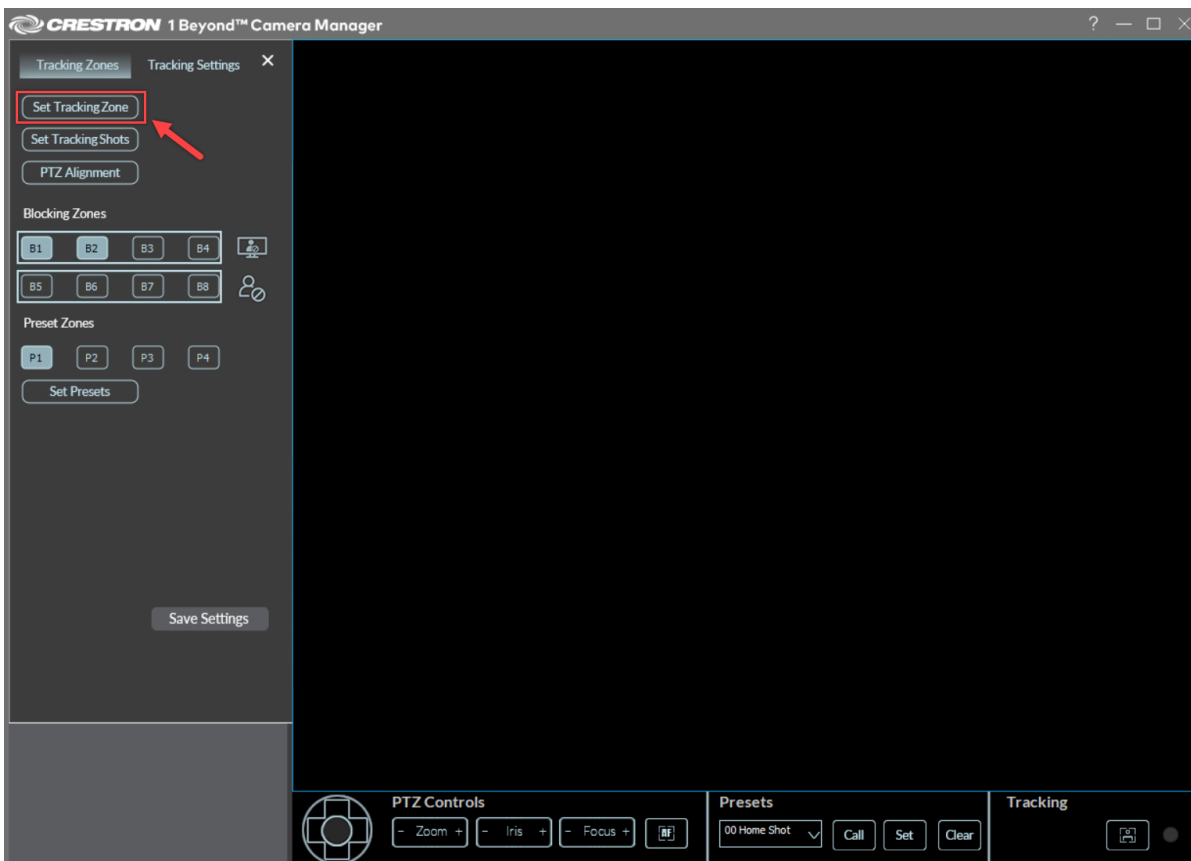 CRESTRON 1 Beyond™ Camera Manager ?
Tracking Zones Tracking Settings
Set Tracking Zone
Set Tracking Shots
PTZ Alignment
Blocking Zones
B1 B2 B3 B4
B5 B6 B7 B8
Preset Zones
P1 P2 P3 P4
Set Presets
Save Settings
PTZ Controls Presets Tracking
- Zoom + - Iris + - Focus + AF 00 Home Shot Call Set Clear